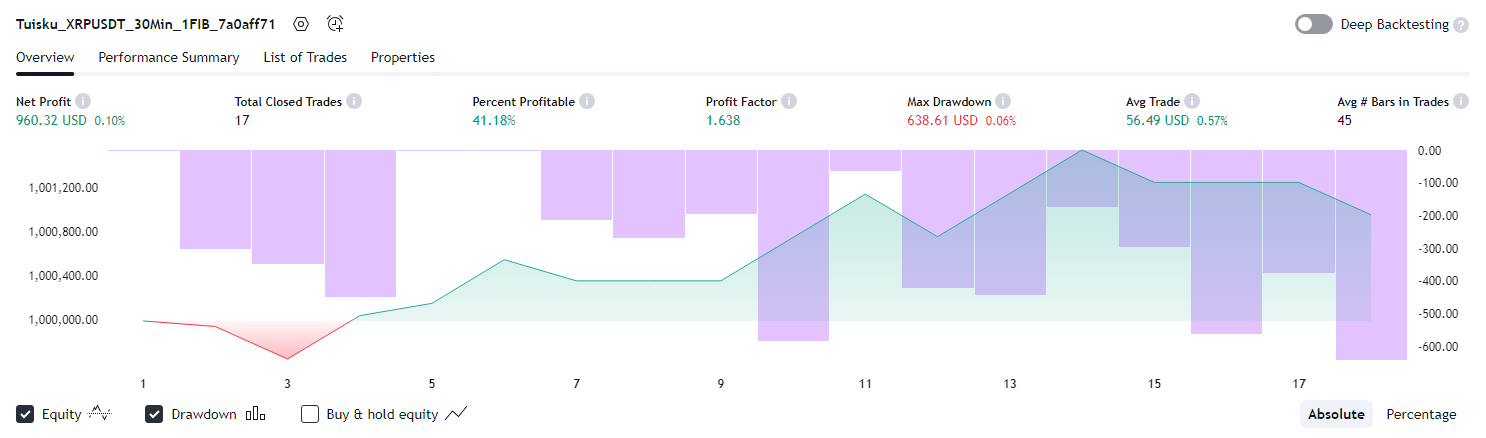 Tuisku_XRPUSDT_30Min_1FIB_7a0aff71 Deep Backtesting ?
Overview Performance Summary List of Trades Properties
Net Profit i Total Closed Trades i Percent Profitable i Profit Factor i Max Drawdown i Avg Trade i Avg # Bars in Trades i
960.32 USD 0.10% 17 41.18% 1.638 638.61 USD 0.06% 56.49 USD 0.57% 45
0.00
1,001,200.00 -100.00
-200.00
1,000,800.00
-300.00
1,000,400.00 -400.00
1,000,000.00 -500.00
-600.00
1 3 5 7 9 11 13 15 17
Equity Drawdown Buy & hold equity Absolute Percentage